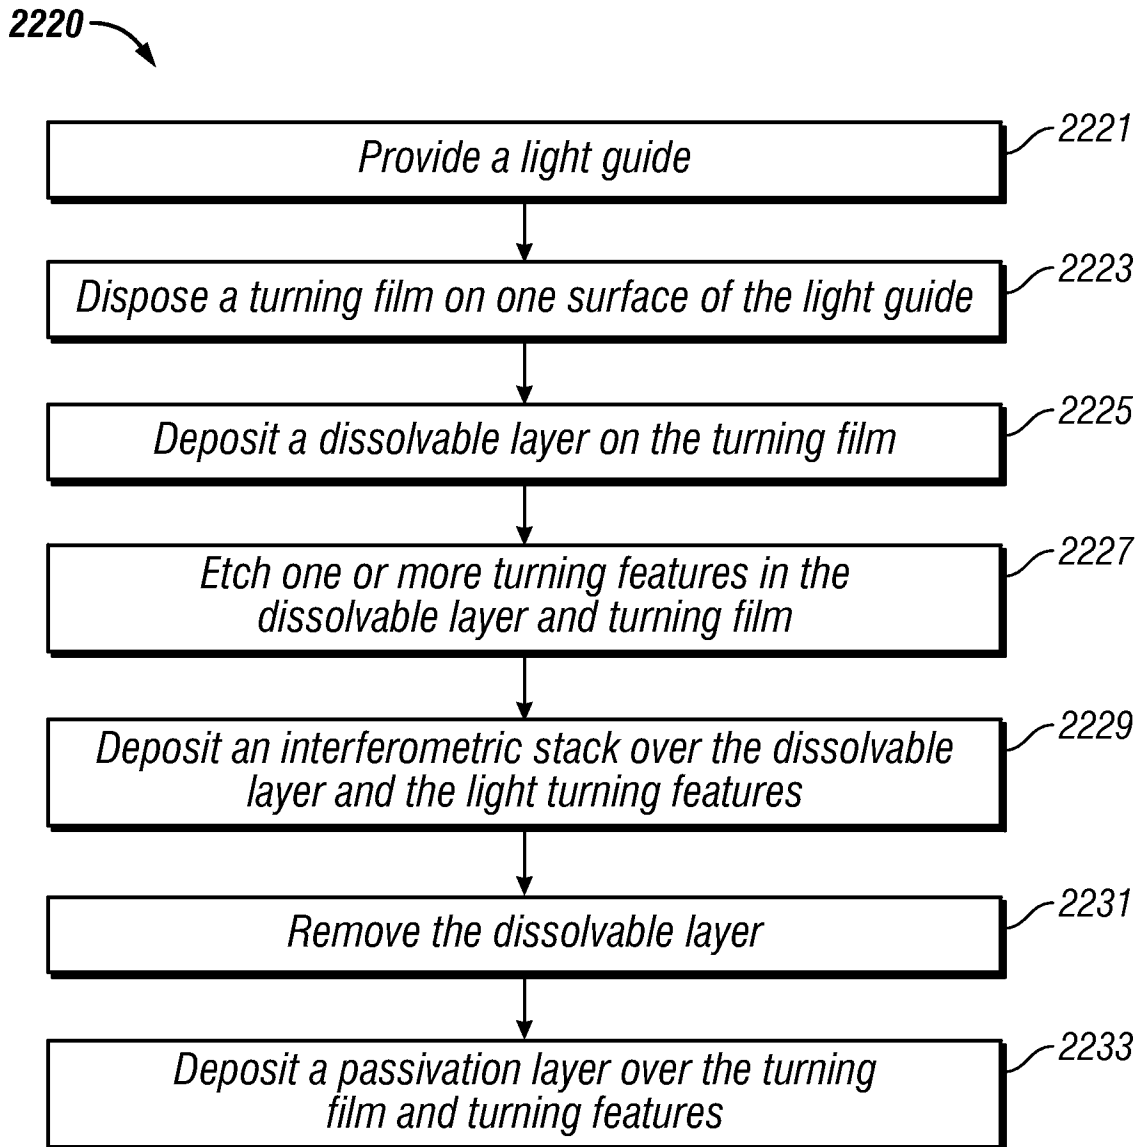 2220
Provide a light guide
2221
Dispose a turning film on one surface of the light guide
2223
Deposit a dissolvable layer on the turning film
2225
Etch one or more turning features in the
dissolvable layer and turning film
2227
Deposit an interferometric stack over the dissolvable
layer and the light turning features
2229
Remove the dissolvable layer
2231
Deposit a passivation layer over the turning
film and turning features
2233